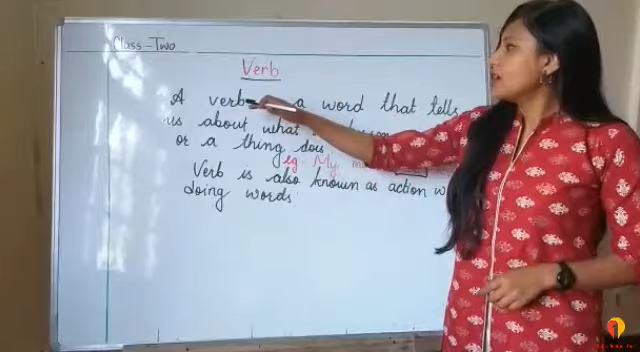 Class-Two
Verb
A verb a word that tells
us about what
or a thing does
eg. My
Verb is also known as action
doing words.